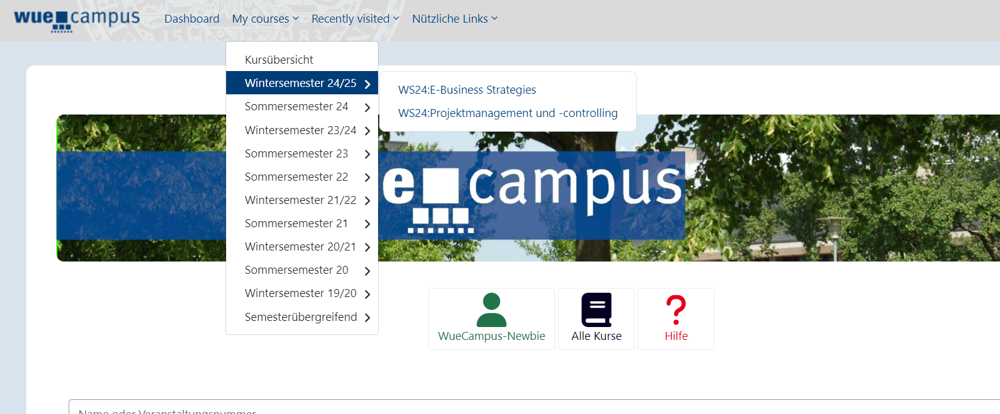 wuecampus
Dashboard
My courses
Recently visited
Nützliche Links
Kursübersicht
Wintersemester 24/25
Sommersemester 24
Wintersemester 23/24
Sommersemester 23
Sommersemester 22
Wintersemester 21/22
Sommersemester 21
Wintersemester 20/21
Sommersemester 20
Wintersemester 19/20
Semesterübergreifend
WS24:E-Business Strategies
WS24:Projektmanagement und -controlling
e campus
WueCampus-Newbie
Alle Kurse
Hilfe
Name oder Veranstaltungsnummer